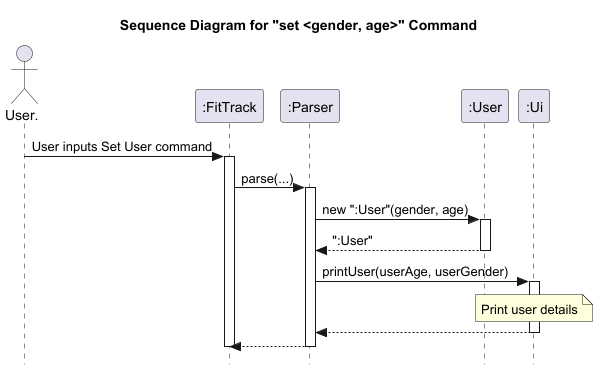 Sequence Diagram for "set <gender, age>" Command
User.
:FitTrack
:Parser
:User
:Ui
User inputs Set User command
parse(...)
new ":User"(gender, age)
":User"
printUser(userAge, userGender)
Print user details